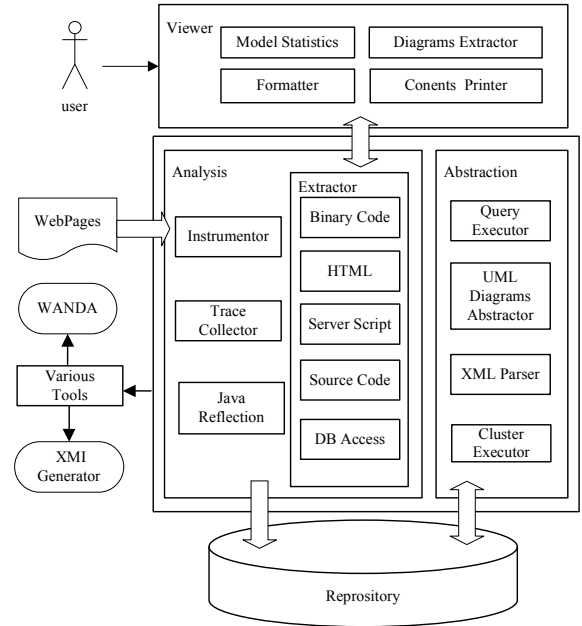 Viewer
Model Statistics
Diagrams Extractor
Formatter
Conents Printer
user
Analysis
Extractor
Abstraction
WebPages
Instrumentor
Trace
Collector
Java
Reflection
Binary Code
HTML
Server Script
Source Code
DB Access
Query
Executor
UML
Diagrams
Abstractor
XML Parser
Cluster
Executor
WANDA
Various
Tools
XMI
Generator
Reprository